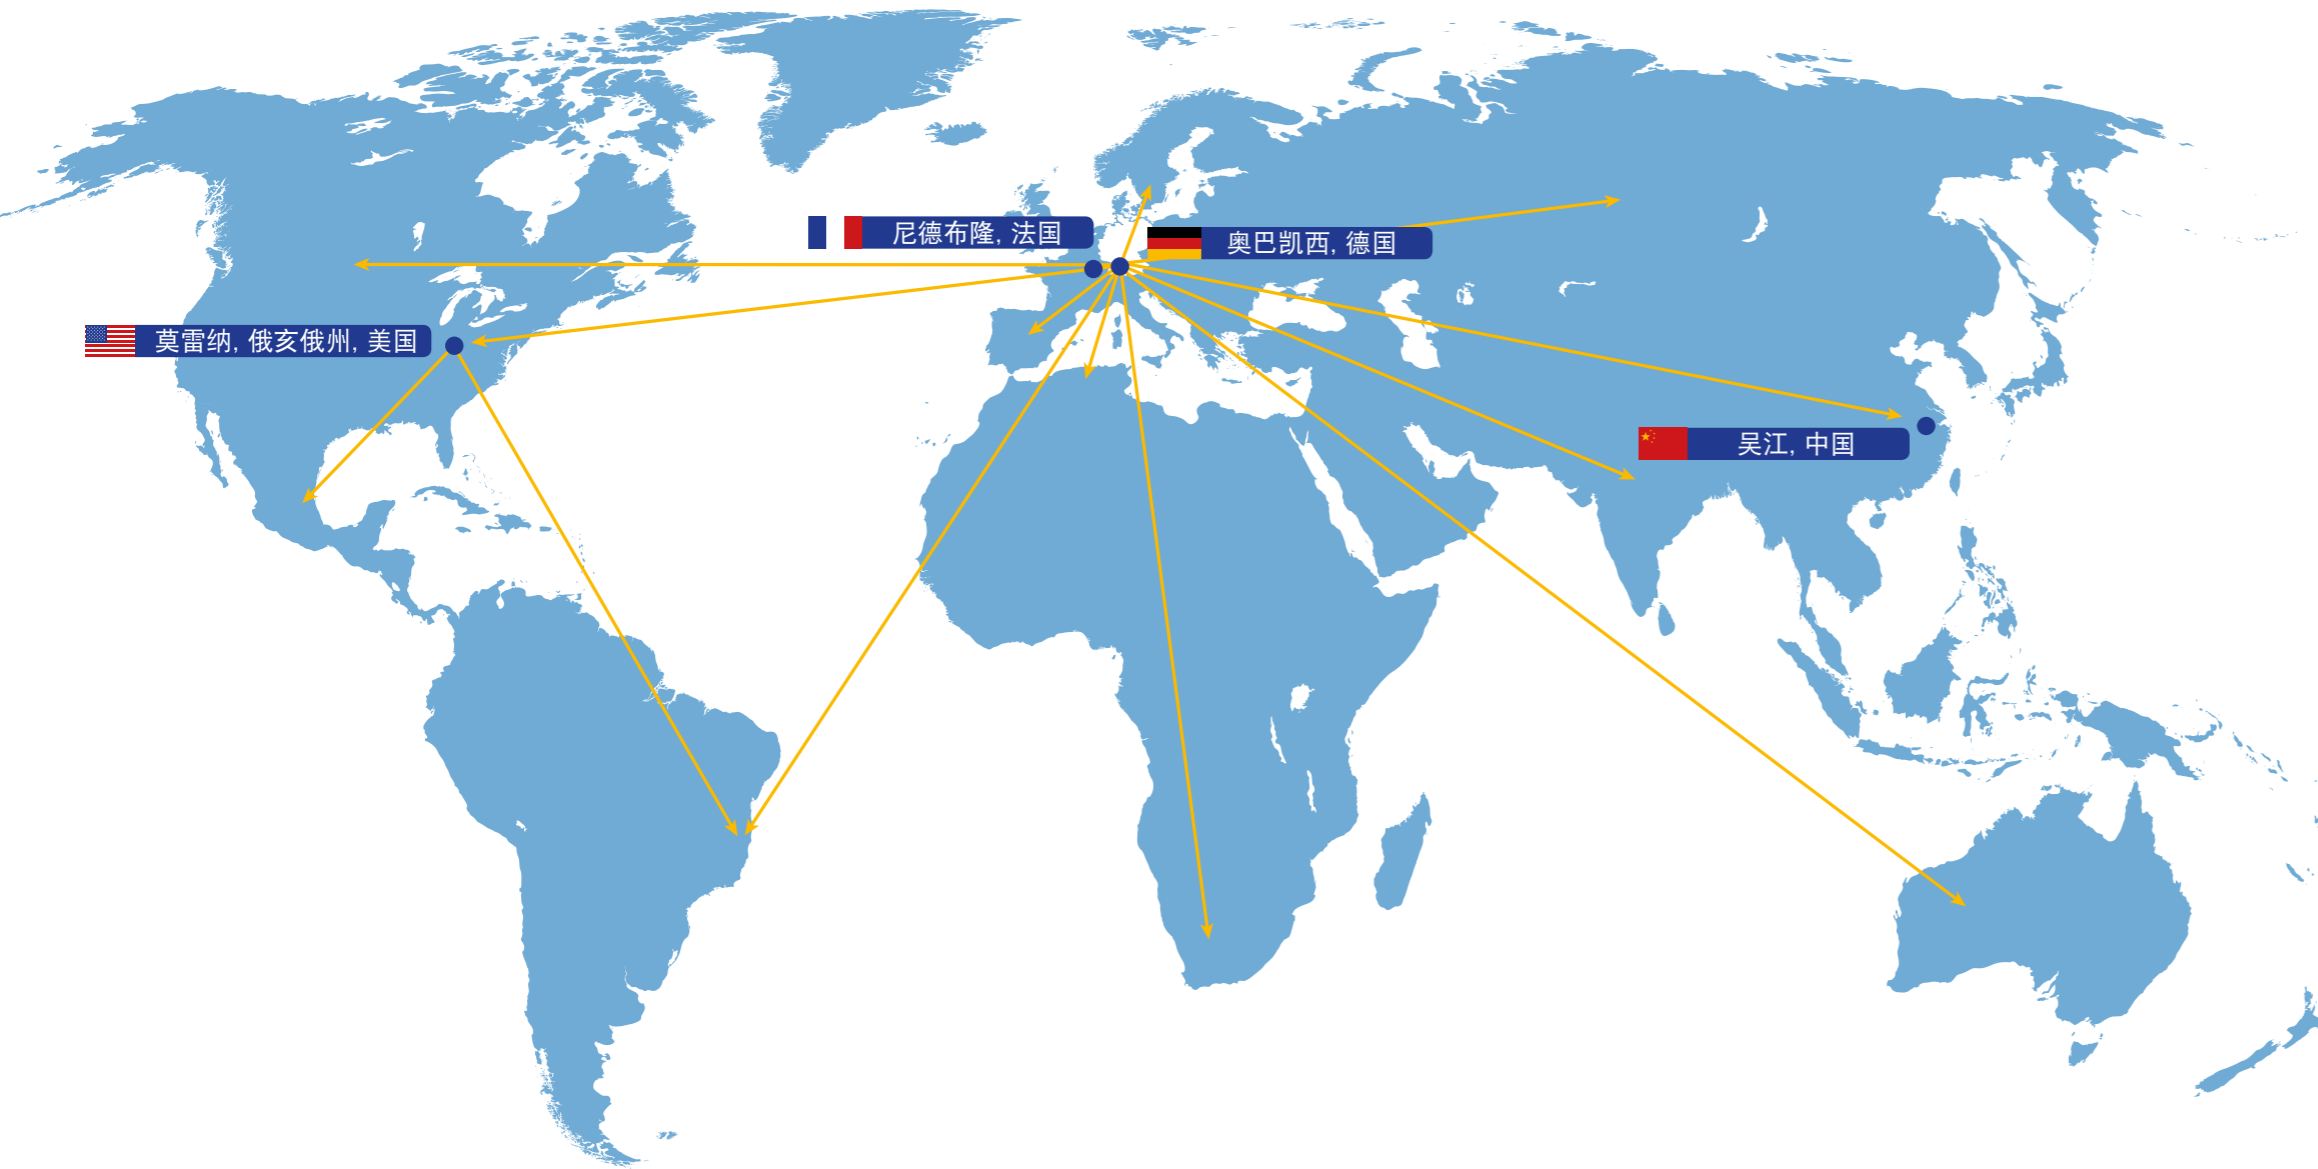 尼德布隆, 法国
奥巴凯西, 德国
莫雷纳, 俄亥俄州, 美国
吴江, 中国